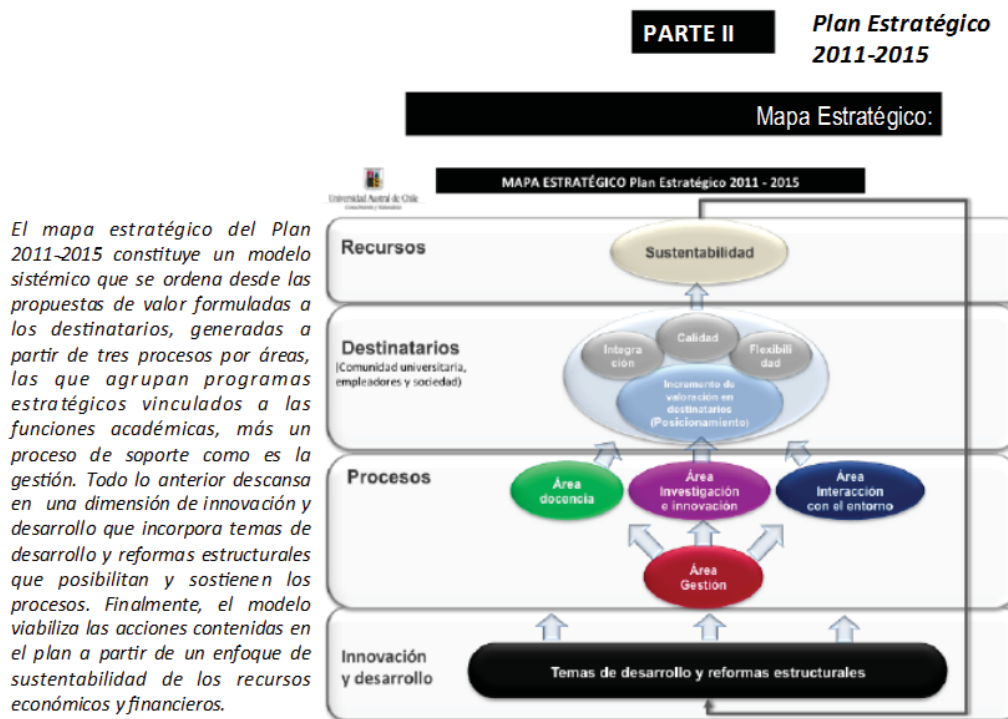 PARTE II
Plan Estratégico
2011-2015
Mapa Estratégico:
El mapa estratégico del Plan
2011-2015 constituye un modelo
sistémico que se ordena desde las
propuestas de valor formuladas a
los destinatarios, generadas a
partir de tres procesos por áreas,
las que agrupan programas
estratégicos vinculados a las
funciones académicas, más un
proceso de soporte como es la
gestión. Todo lo anterior descansa
en una dimensión de innovación y
desarrollo que incorpora temas de
desarrollo y reformas estructurales
que posibilitan y sostienen los
procesos. Finalmente, el modelo
viabiliza las acciones contenidas en
el plan a partir de un enfoque de
sustentabilidad de los recursos
económicos y financieros.
Universidad Austral de Chile
Conocimiento y Naturaleza
MAPA ESTRATÉGICO Plan Estratégico 2011 - 2015
Recursos
Sustentabilidad
Destinatarios
(Comunidad universitaria,
empleadores y sociedad)
Integra
ción
Calidad
Flexibili
dad
Incremento de
valoración en
destinatarios
(Posicionamiento)
Procesos
Área
docencia
Área
Investigación
e innovación
Área
Interacción
con el entorno
Área
Gestión
Innovación
y desarrollo
Temas de desarrollo y reformas estructurales